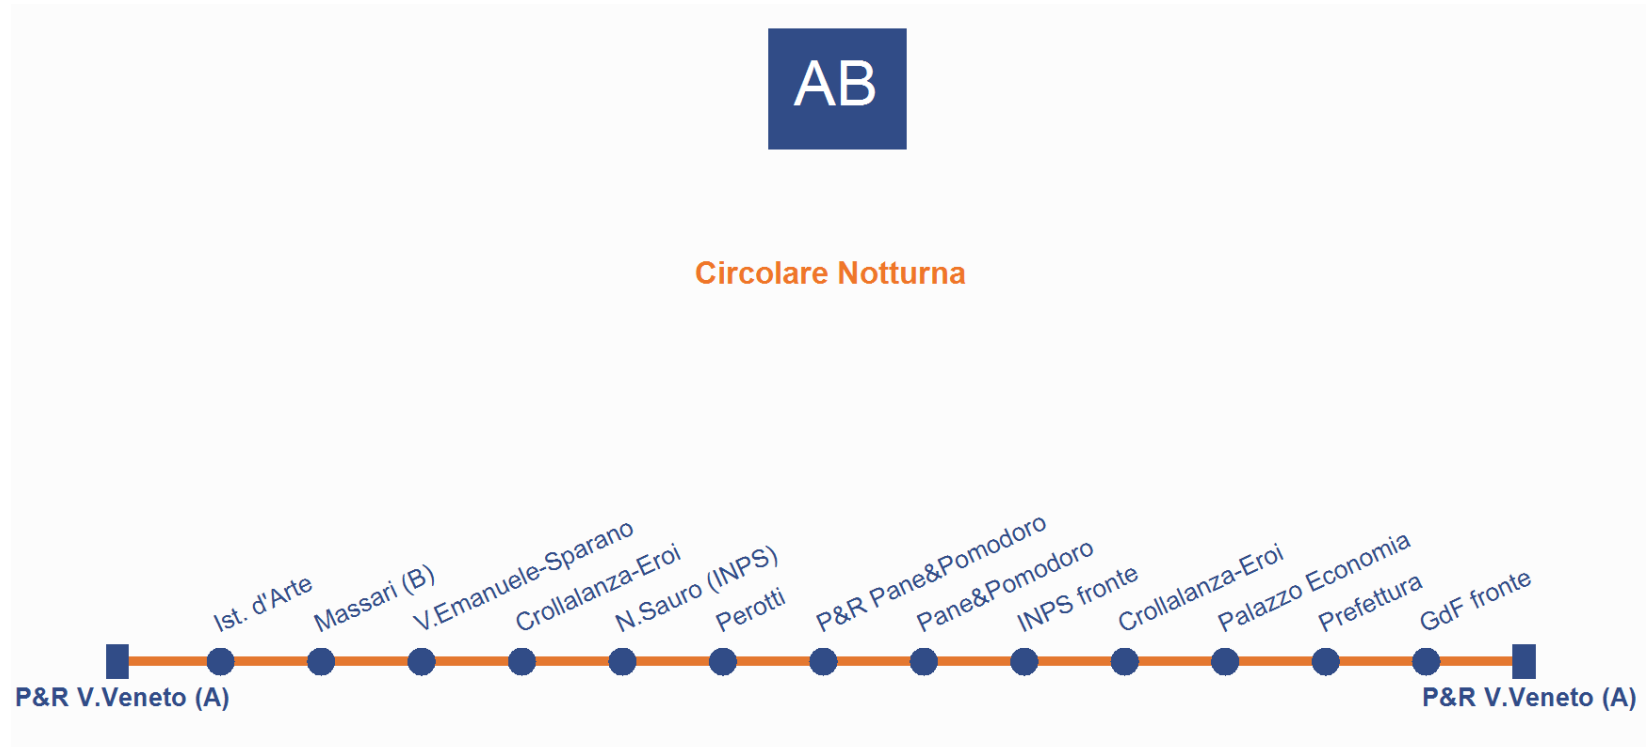 AB
Circolare Notturna
Ist. d'Arte
Massari (B)
V.Emanuele-Sparano
Crollalanza-Eroi
N.Sauro (INPS)
Perotti
P&R Pane&Pomodoro
Pane&Pomodoro
INPS fronte
Crollalanza-Eroi
Palazzo Economia
Prefettura
GdF fronte
P&R V.Veneto (A)
P&R V.Veneto (A)